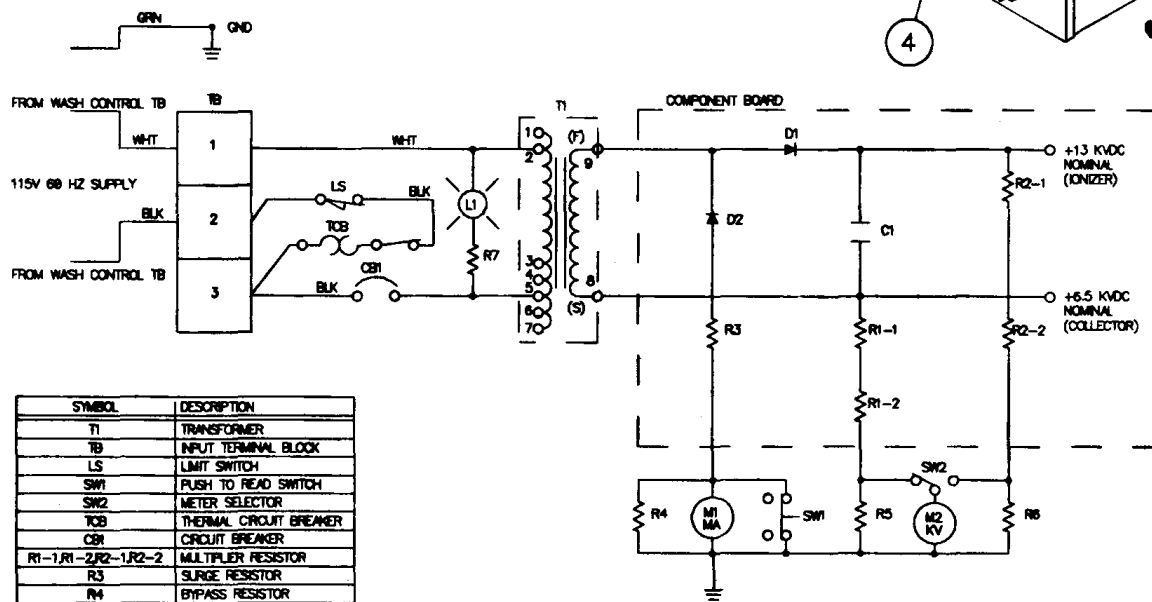 GRN
GND
4
FROM WASH CONTROL TB
TB
WHT
1
WHT
115V 60 HZ SUPPLY
BLK
2
LS
BLK
TCB
FROM WASH CONTROL TB
3
BLK
CB1
L1
R7
T1
1
2
3
4
5
6
7
(F)
9
8
(S)
COMPONENT BOARD
D1
D2
C1
R2-1
+13 KVDC
NOMINAL
(IONIZER)
+6.5 KVDC
NOMINAL
(COLLECTOR)
R3
R1-1
R2-2
R1-2
SW2
R4
M1
MA
SW1
R5
M2
KV
R6
SYMBOL DESCRIPTION
T1 TRANSFORMER
TB INPUT TERMINAL BLOCK
LS LIMIT SWITCH
SW1 PUSH TO READ SWITCH
SW2 METER SELECTOR
TCB THERMAL CIRCUIT BREAKER
CB1 CIRCUIT BREAKER
R1-1,R1-2,R2-1,R2-2 MULTIPLIER RESISTOR
R3 SURGE RESISTOR
R4 BYPASS RESISTOR